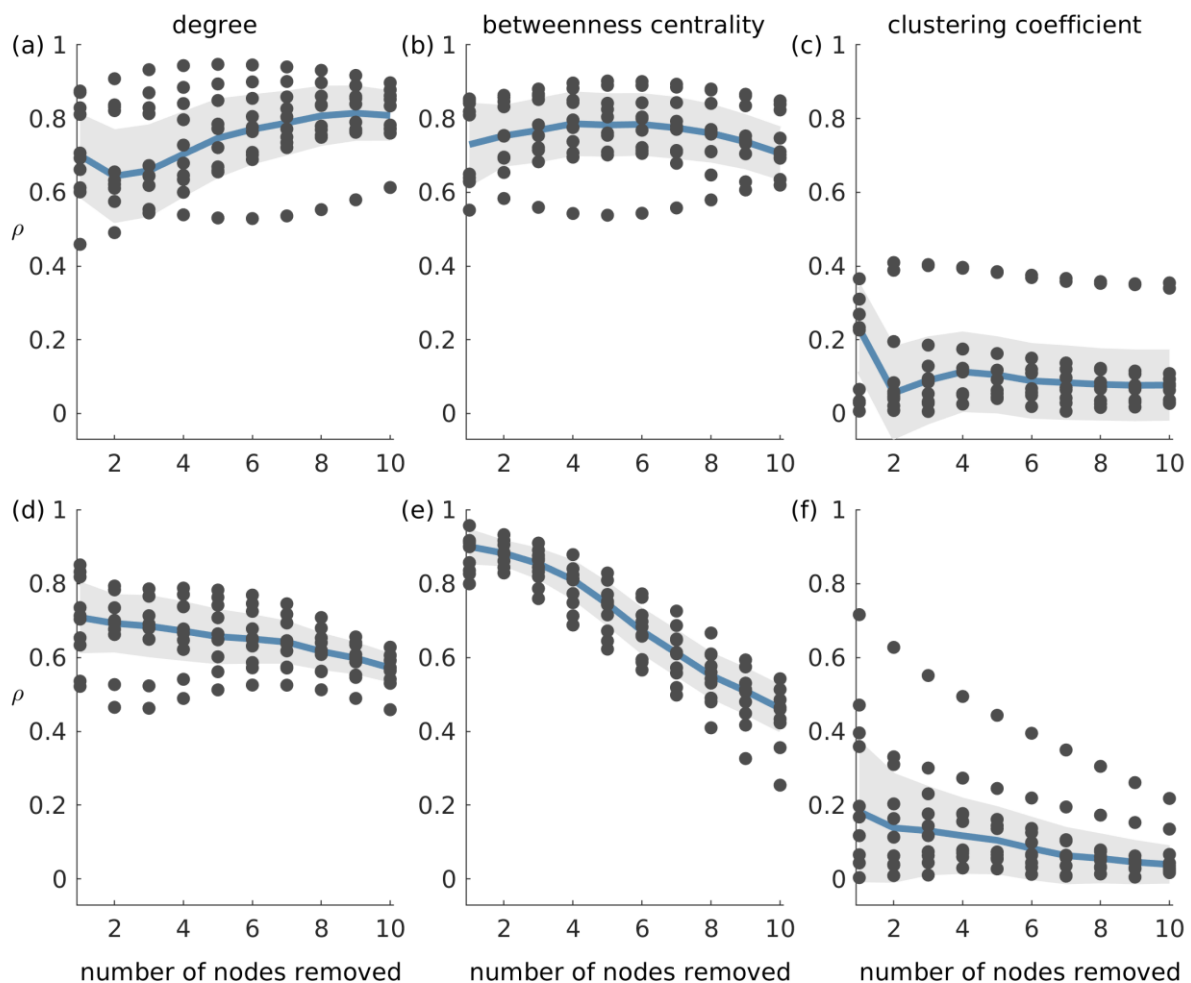 degree betweenness centrality clustering coefficient
(a) 1 (b) 1 (c) 1
0.8 0.8 0.8
0.6 0.6 0.6
ρ
0.4 0.4 0.4
0.2 0.2 0.2
0 0 0
2 4 6 8 10 2 4 6 8 10 2 4 6 8 10
(d) 1 (e) 1 (f) 1
0.8 0.8 0.8
0.6 0.6 0.6
ρ
0.4 0.4 0.4
0.2 0.2 0.2
0 0 0
2 4 6 8 10 2 4 6 8 10 2 4 6 8 10
number of nodes removed number of nodes removed number of nodes removed